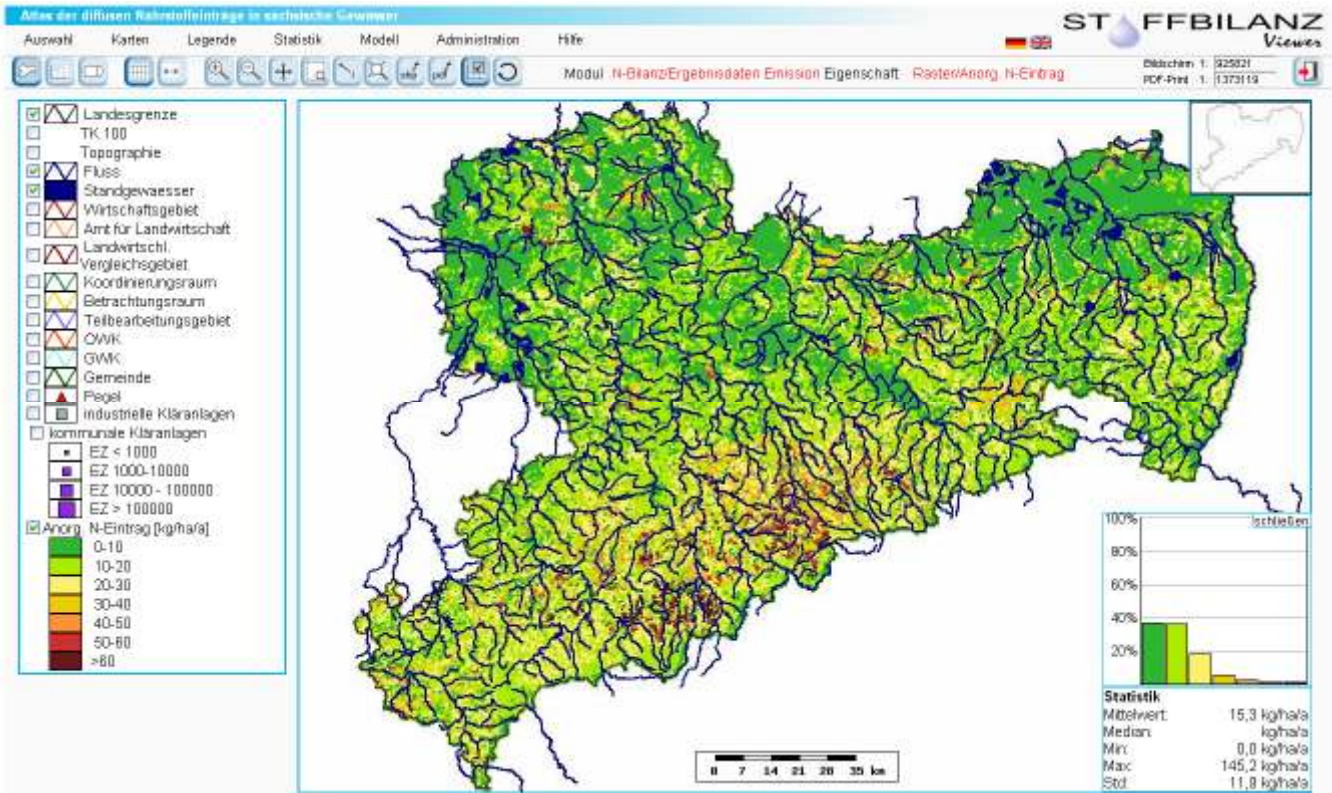 Atlas der diffusen Nährstoffeinträge in sächsische Gewässer
STOFFBILANZ
Viewer
Auswahl Karten Legende Statistik Modell Administration Hilfe
Modul N-Bilanz/Ergebnisdaten Emission Eigenschaft Raster/Anorg. N-Eintrag
Bildschirm 1: 925821
PDF-Print 1: 1373119
Landesgrenze
TK 100
Topographie
Fluss
Standgewaesser
Wirtschaftsgebiet
Amt für Landwirtschaft
Landwirtschl.
Vergleichsgebiet
Koordinierungsraum
Betrachtungsraum
Teilbearbeitungsgebiet
OWK
GWK
Gemeinde
Pegel
industrielle Kläranlagen
kommunale Kläranlagen
EZ < 1000
EZ 1000-10000
EZ 10000 - 100000
EZ > 100000
Anorg. N-Eintrag [kg/ha/a]
0-10
10-20
20-30
30-40
40-50
50-60
>60
0 7 14 21 28 35 km
schließen
100%
80%
60%
40%
20%
Statistik
Mittelwert: 15,3 kg/ha/a
Median: kg/ha/a
Min: 0,0 kg/ha/a
Max: 145,2 kg/ha/a
Std: 11,8 kg/ha/a